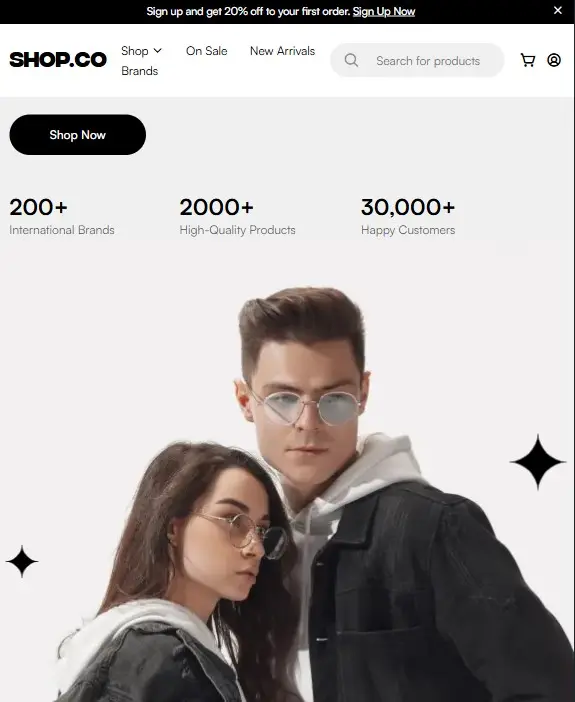 Sign up and get 20% off to your first order. Sign Up Now
SHOP.CO
Shop
On Sale
New Arrivals
Brands
Search for products
Shop Now
200+
International Brands
2000+
High-Quality Products
30,000+
Happy Customers